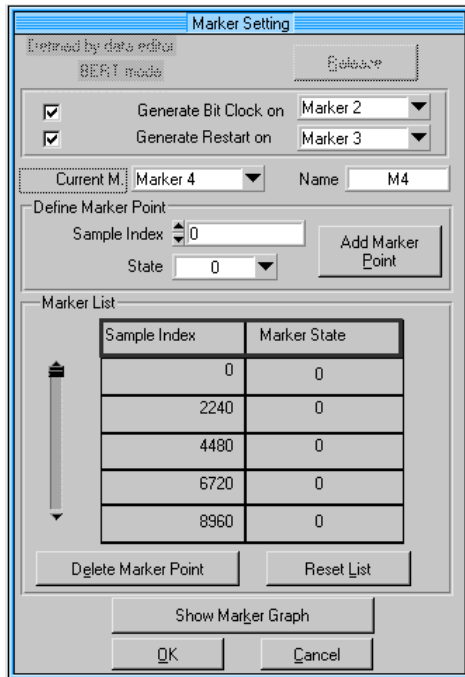 Marker Setting
Defined by data editor
BERT mode
Release
Generate Bit Clock on Marker 2
Generate Restart on Marker 3
Current M. Marker 4 Name M4
Define Marker Point
Sample Index 0
State 0
Add Marker Point
Marker List
Sample Index Marker State
0 0
2240 0
4480 0
6720 0
8960 0
Delete Marker Point Reset List
Show Marker Graph
OK Cancel